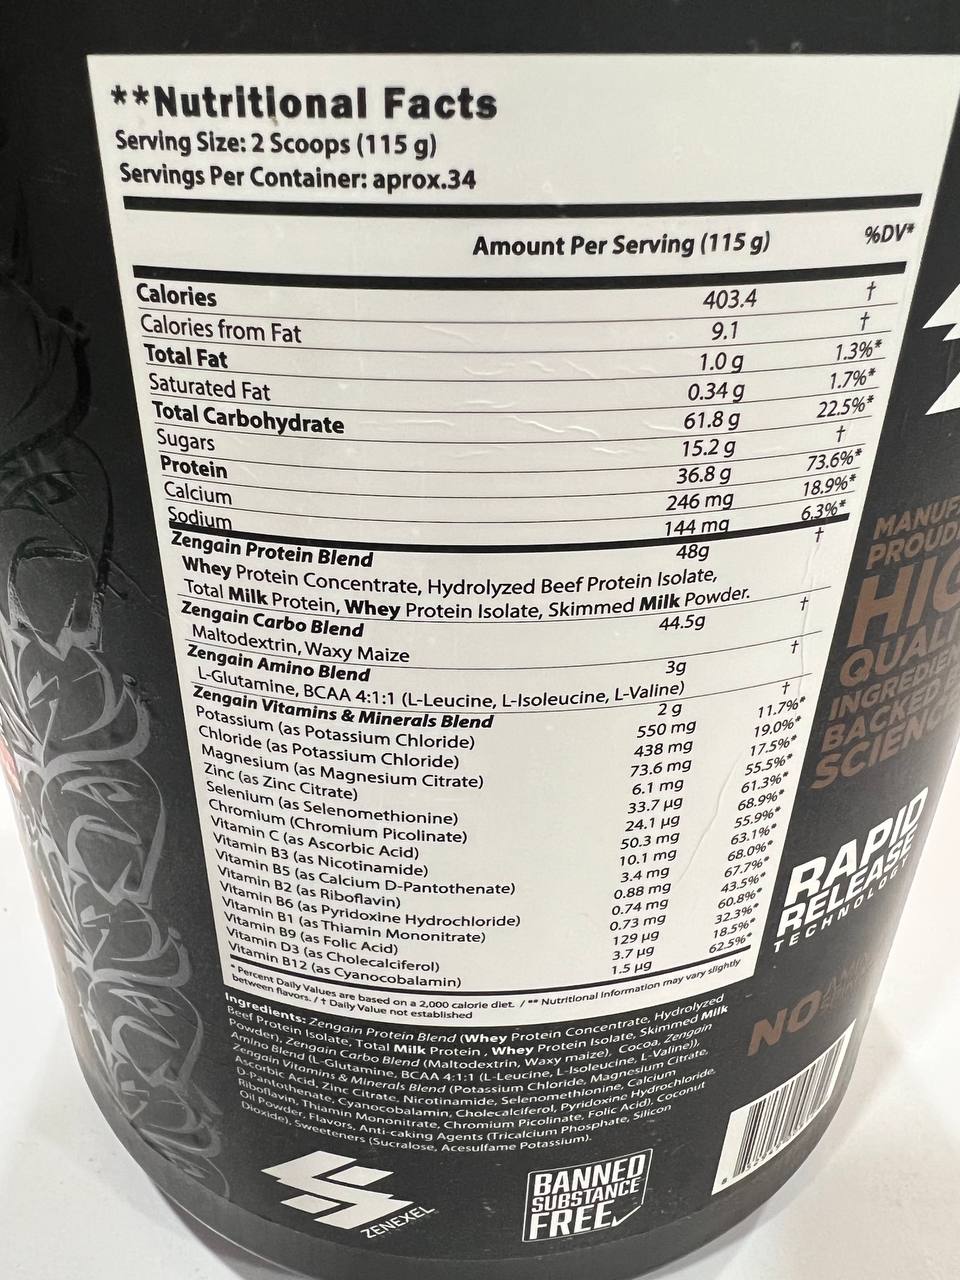 **Nutritional Facts
Serving Size: 2 Scoops (115 g)
Servings Per Container: aprox.34
Amount Per Serving (115 g) %DV*
Calories 403.4 †
Calories from Fat 9.1 †
Total Fat 1.0 g 1.3%*
Saturated Fat 0.34 g 1.7%*
Total Carbohydrate 61.8 g 22.5%*
Sugars 15.2 g †
Protein 36.8 g 73.6%*
Calcium 246 mg 18.9%*
Sodium 144 mg 6.3%*
Zengain Protein Blend 48g †
Whey Protein Concentrate, Hydrolyzed Beef Protein Isolate,
Total Milk Protein, Whey Protein Isolate, Skimmed Milk Powder.
Zengain Carbo Blend 44.5g †
Maltodextrin, Waxy Maize
Zengain Amino Blend 3g †
L-Glutamine, BCAA 4:1:1 (L-Leucine, L-Isoleucine, L-Valine)
Zengain Vitamins & Minerals Blend 2 g †
Potassium (as Potassium Chloride) 550 mg 11.7%*
Chloride (as Potassium Chloride) 438 mg 19.0%*
Magnesium (as Magnesium Citrate) 73.6 mg 17.5%*
Zinc (as Zinc Citrate) 6.1 mg 55.5%*
Selenium (as Selenomethionine) 33.7 µg 61.3%*
Chromium (Chromium Picolinate) 24.1 µg 68.9%*
Vitamin C (as Ascorbic Acid) 50.3 mg 55.9%*
Vitamin B3 (as Nicotinamide) 10.1 mg 63.1%*
Vitamin B5 (as Calcium D-Pantothenate) 3.4 mg 68.0%*
Vitamin B2 (as Riboflavin) 0.88 mg 67.7%*
Vitamin B6 (as Pyridoxine Hydrochloride) 0.74 mg 43.5%*
Vitamin B1 (as Thiamin Mononitrate) 0.73 mg 60.8%*
Vitamin B9 (as Folic Acid) 129 µg 32.3%*
Vitamin D3 (as Cholecalciferol) 3.7 µg 18.5%*
Vitamin B12 (as Cyanocobalamin) 1.5 µg 62.5%*
* Percent Daily Values are based on a 2,000 calorie diet. / ** Nutritional Information may vary slightly
between flavors. / † Daily Value not established
Ingredients: Zengain Protein Blend (Whey Protein Concentrate, Hydrolyzed
Beef Protein Isolate, Total Milk Protein , Whey Protein Isolate, Skimmed Milk
Powder), Zengain Carbo Blend (Maltodextrin, Waxy maize), Cocoa, Zengain
Amino Blend (L-Glutamine, BCAA 4:1:1 (L-Leucine, L-Isoleucine, L-Valine)),
Zengain Vitamins & Minerals Blend (Potassium Chloride, Magnesium Citrate,
Ascorbic Acid, Zinc Citrate, Nicotinamide, Selenomethionine, Calcium
D-Pantothenate, Cyanocobalamin, Cholecalciferol, Pyridoxine Hydrochloride,
Riboflavin, Thiamin Mononitrate, Chromium Picolinate, Folic Acid), Coconut
Oil Powder, Flavors, Anti-caking Agents (Tricalcium Phosphate, Silicon
Dioxide), Sweeteners (Sucralose, Acesulfame Potassium).
ZENEXEL
BANNED
SUBSTANCE
FREE
MANUF
PROUD
HIG
QUALI
INGREDIEN
BACKED
SCIENC
RAPID
RELEASE
TECHNOLOGY
NO